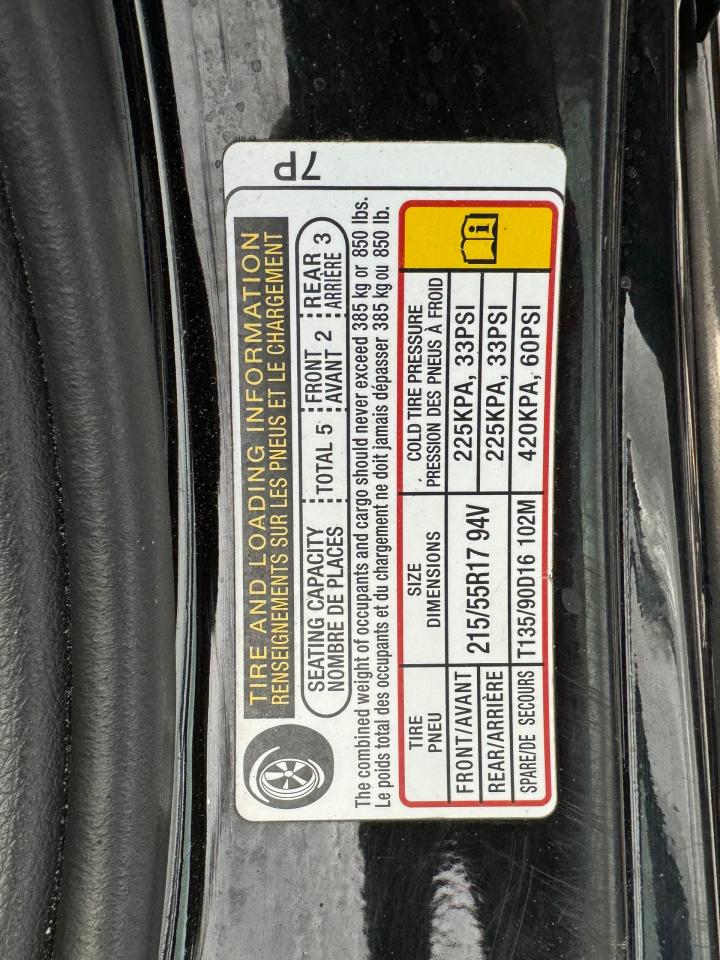 7P
TIRE AND LOADING INFORMATION
RENSEIGNEMENTS SUR LES PNEUS ET LE CHARGEMENT
SEATING CAPACITY
NOMBRE DE PLACES
TOTAL 5
FRONT
AVANT 2
REAR
ARRIÈRE 3
The combined weight of occupants and cargo should never exceed 385 kg or 850 lbs.
Le poids total des occupants et du chargement ne doit jamais dépasser 385 kg ou 850 lb.
TIRE
PNEU
SIZE
DIMENSIONS
COLD TIRE PRESSURE
PRESSION DES PNEUS À FROID
FRONT/AVANT
215/55R17 94V
225KPA, 33PSI
REAR/ARRIÈRE
225KPA, 33PSI
SPARE/DE SECOURS
T135/90D16 102M
420KPA, 60PSI